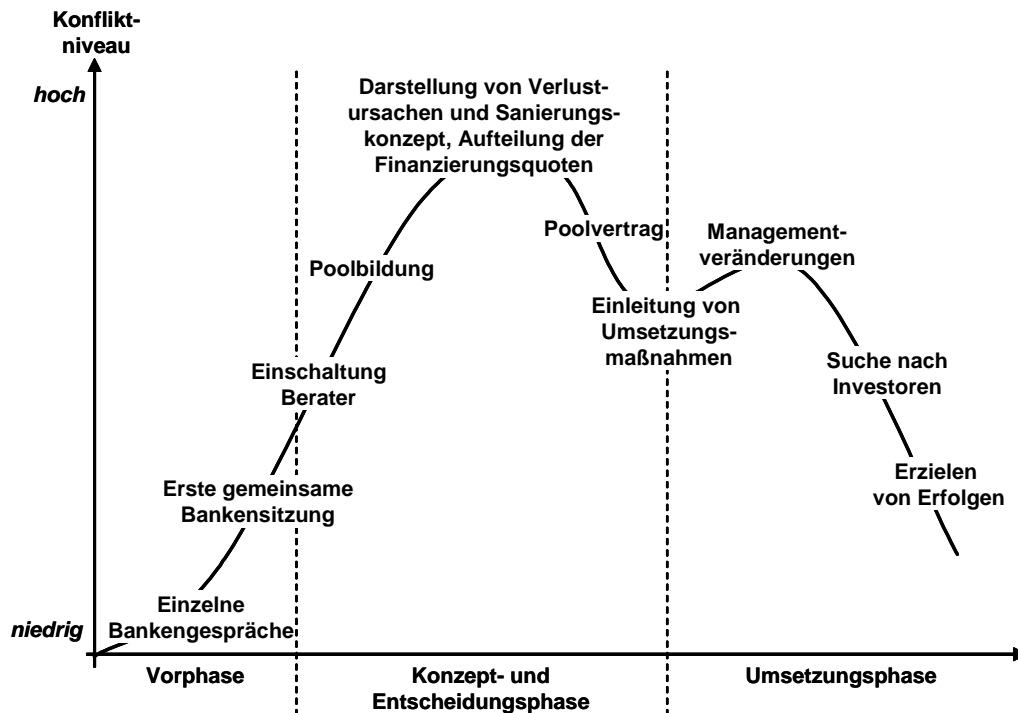 Konflikt-
niveau
hoch
Darstellung von Verlust-
ursachen und Sanierungs-
konzept, Aufteilung der
Finanzierungsquoten
Poolvertrag
Management-
veränderungen
Poolbildung
Einleitung von
Umsetzungs-
maßnahmen
Einschaltung
Berater
Suche nach
Investoren
Erste gemeinsame
Bankensitzung
Erzielen
von Erfolgen
Einzelne
Bankengespräche
niedrig
Vorphase
Konzept- und
Entscheidungsphase
Umsetzungsphase